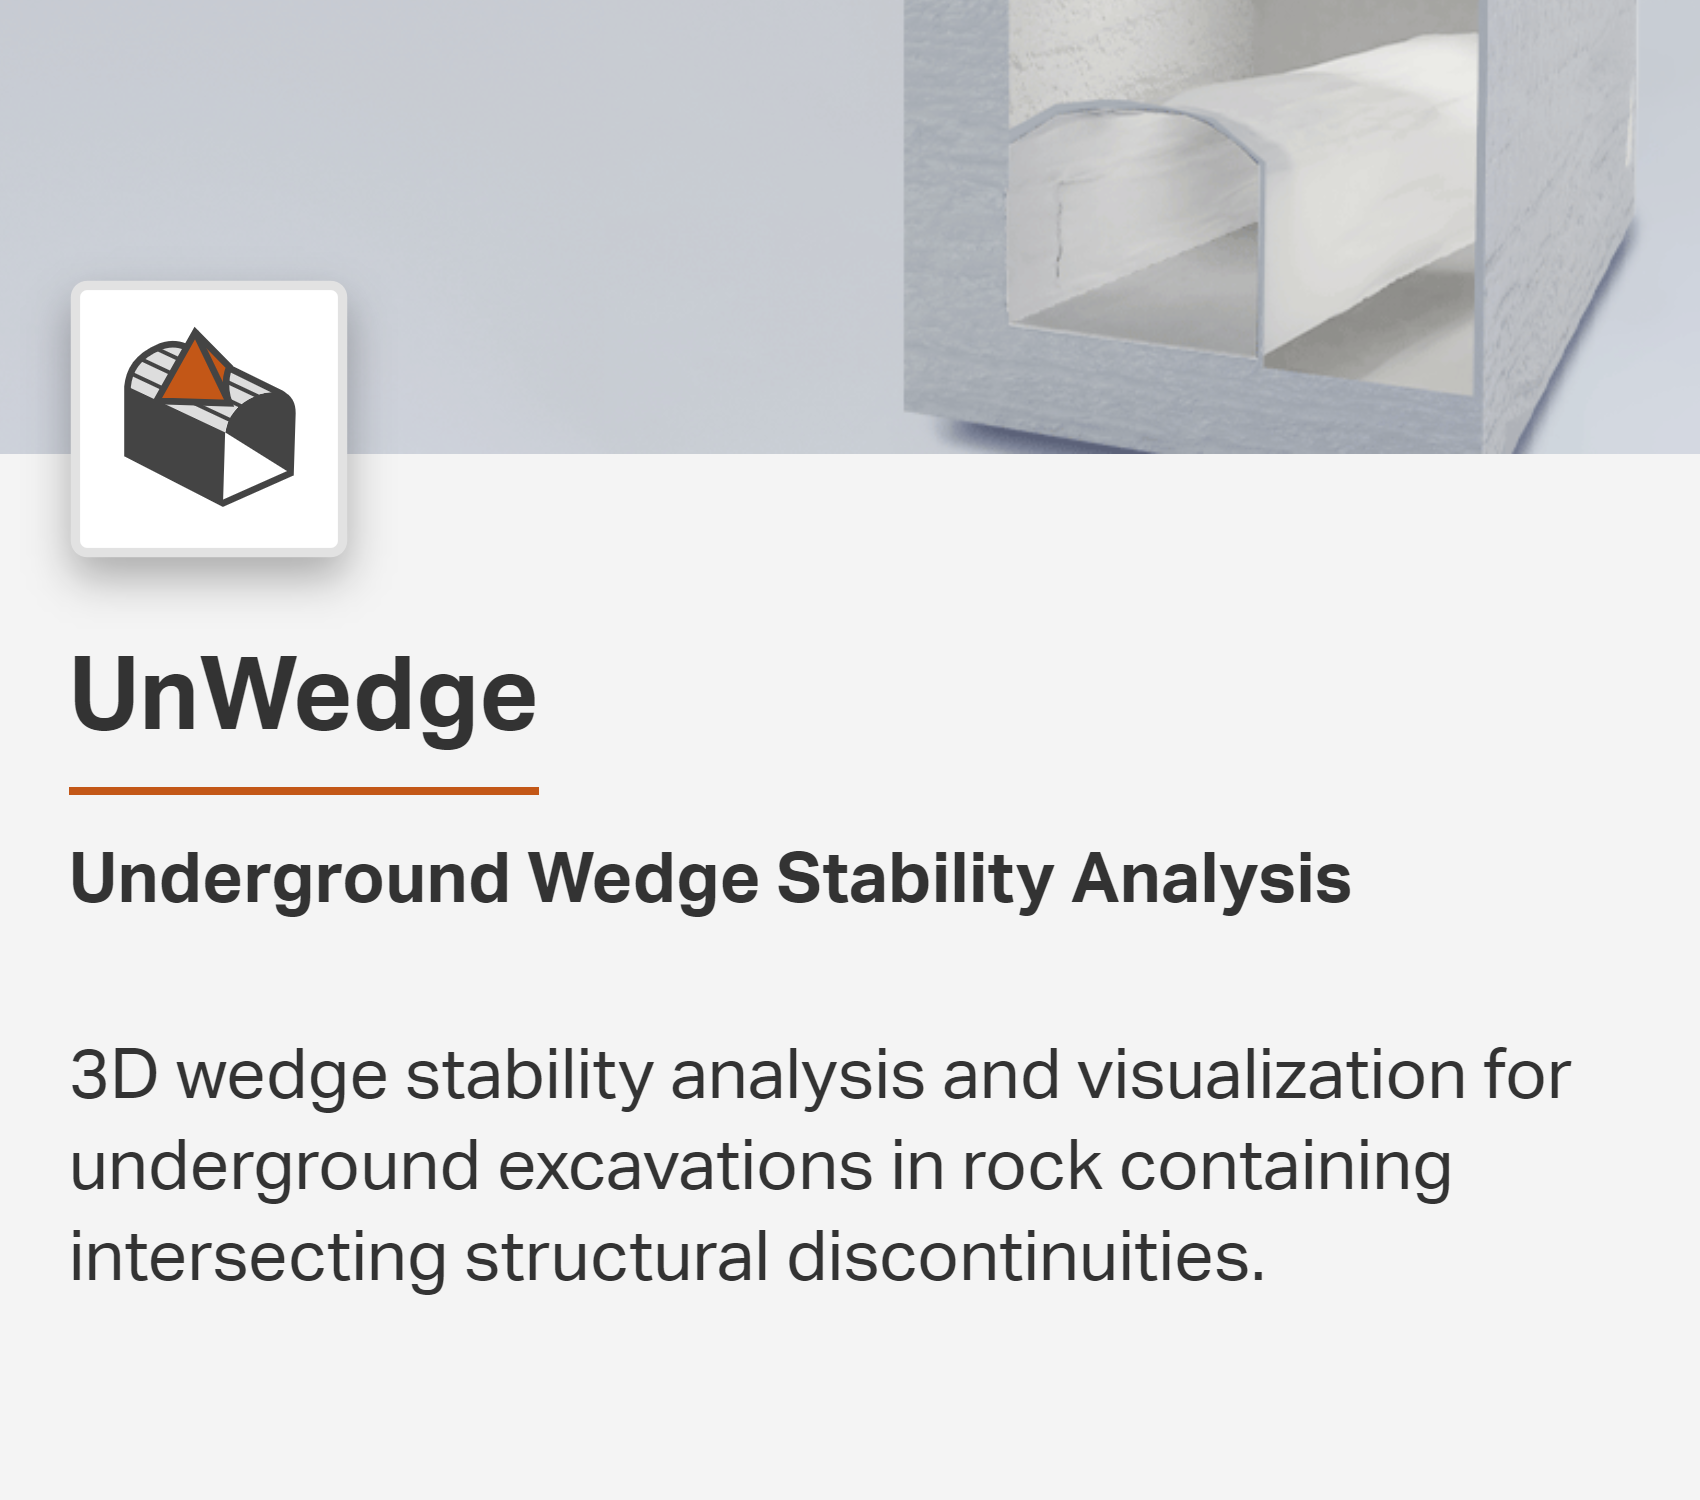 UnWedge
Underground Wedge Stability Analysis
3D wedge stability analysis and visualization for
underground excavations in rock containing
intersecting structural discontinuities.